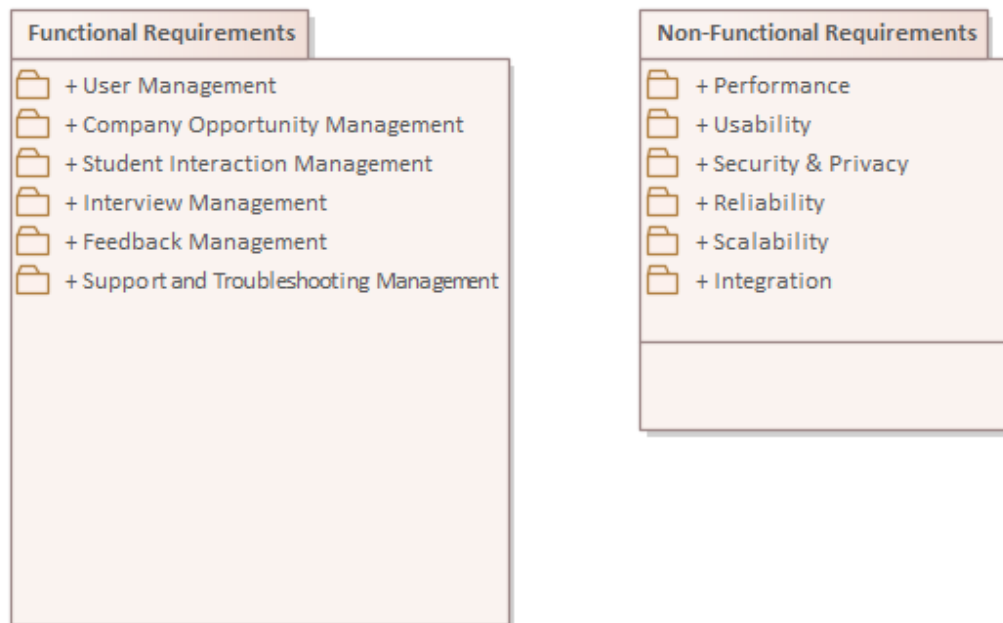 Functional Requirements
+ User Management
+ Company Opportunity Management
+ Student Interaction Management
+ Interview Management
+ Feedback Management
+ Support and Troubleshooting Management
Non-Functional Requirements
+ Performance
+ Usability
+ Security & Privacy
+ Reliability
+ Scalability
+ Integration